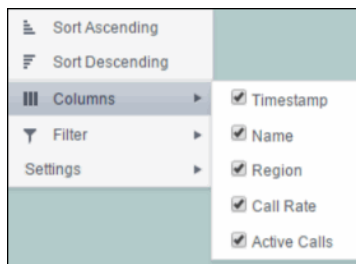 Sort Ascending
Sort Descending
Columns
Filter
Settings
Timestamp
Name
Region
Call Rate
Active Calls